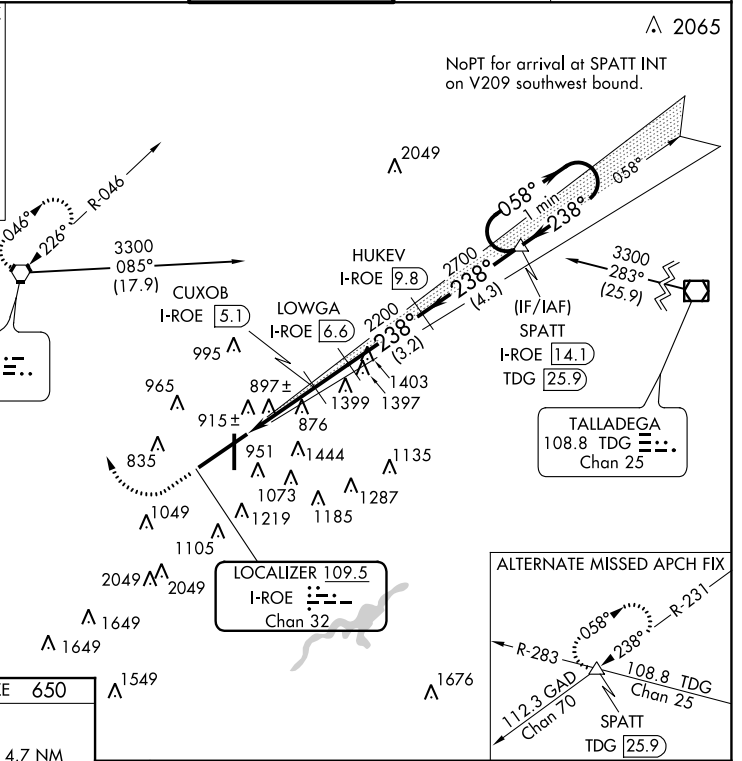 2065
NoPT for arrival at SPATT INT
on V209 southwest bound.
2049
R-046
046°
226°
3300
085°
(17.9)
058°
1 min
238°
058°
238°
2700
238°
(4.3)
HUKEV
I-ROE 9.8
2200
238°
(3.2)
CUXOB
I-ROE 5.1
LOWGA
I-ROE 6.6
(IF/IAF)
SPATT
I-ROE 14.1
TDG 25.9
3300
283°
(25.9)
TALLADEGA
108.8 TDG
Chan 25
995
965
897±
915±
876
1399
1403
1397
835
951
1444
1135
1073
1287
1185
1049
1219
1105
2049
2049
LOCALIZER 109.5
I-ROE
Chan 32
1649
1649
1549
1676
650
4.7 NM
ALTERNATE MISSED APCH FIX
058°
238°
R-231
R-283
108.8 TDG
Chan 25
112.3 GAD
Chan 70
SPATT
TDG 25.9